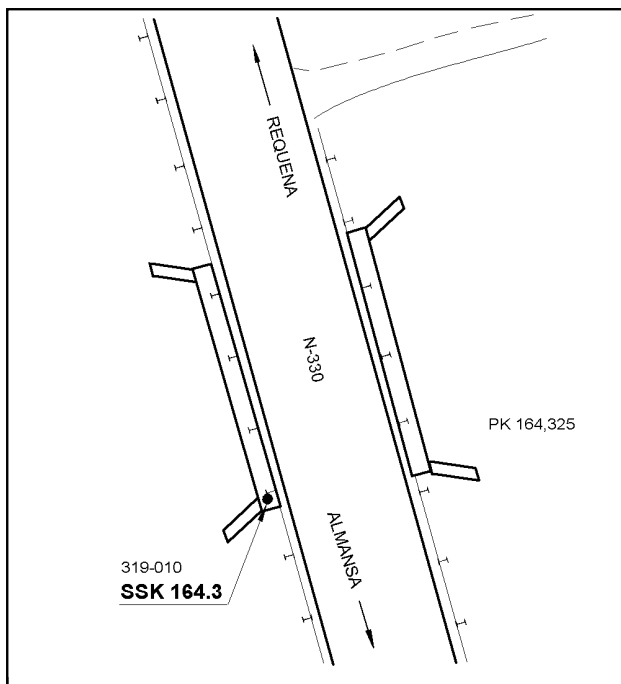 REQUENA
N-330
PK 164,325
ALMANSA
319-010
SSK 164.3